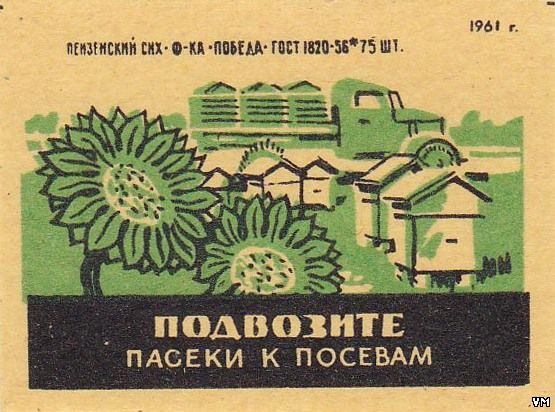 1961 г.
ПЕНЗЕНСКИЙ СНХ • Ф-КА • ПОБЕДА • ГОСТ 1820-56 * 75 ШТ.
ПОДВОЗИТЕ
ПАСЕКИ К ПОСЕВАМ
VM